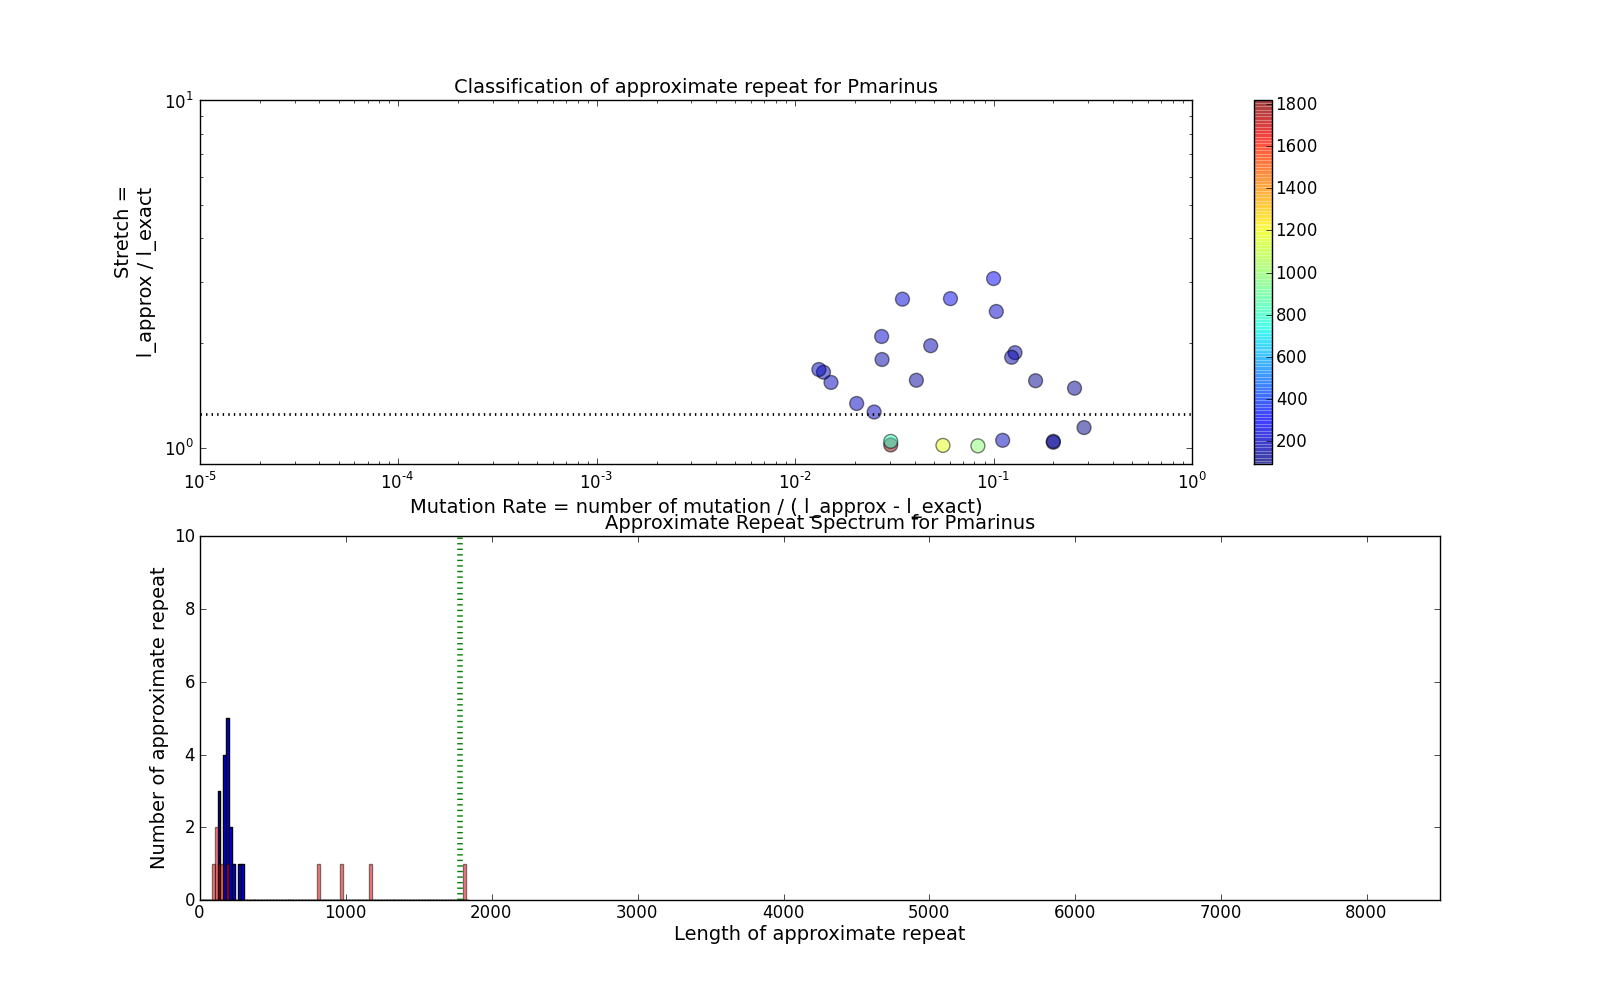 Classification of approximate repeat for Pmarinus
10^1
10^0
Stretch =
l_approx / l_exact
10^-5 10^-4 10^-3 10^-2 10^-1 10^0
Mutation Rate = number of mutation / ( l_approx - l_exact)
1800
1600
1400
1200
1000
800
600
400
200
Approximate Repeat Spectrum for Pmarinus
10
8
6
4
2
0
Number of approximate repeat
0 1000 2000 3000 4000 5000 6000 7000 8000
Length of approximate repeat